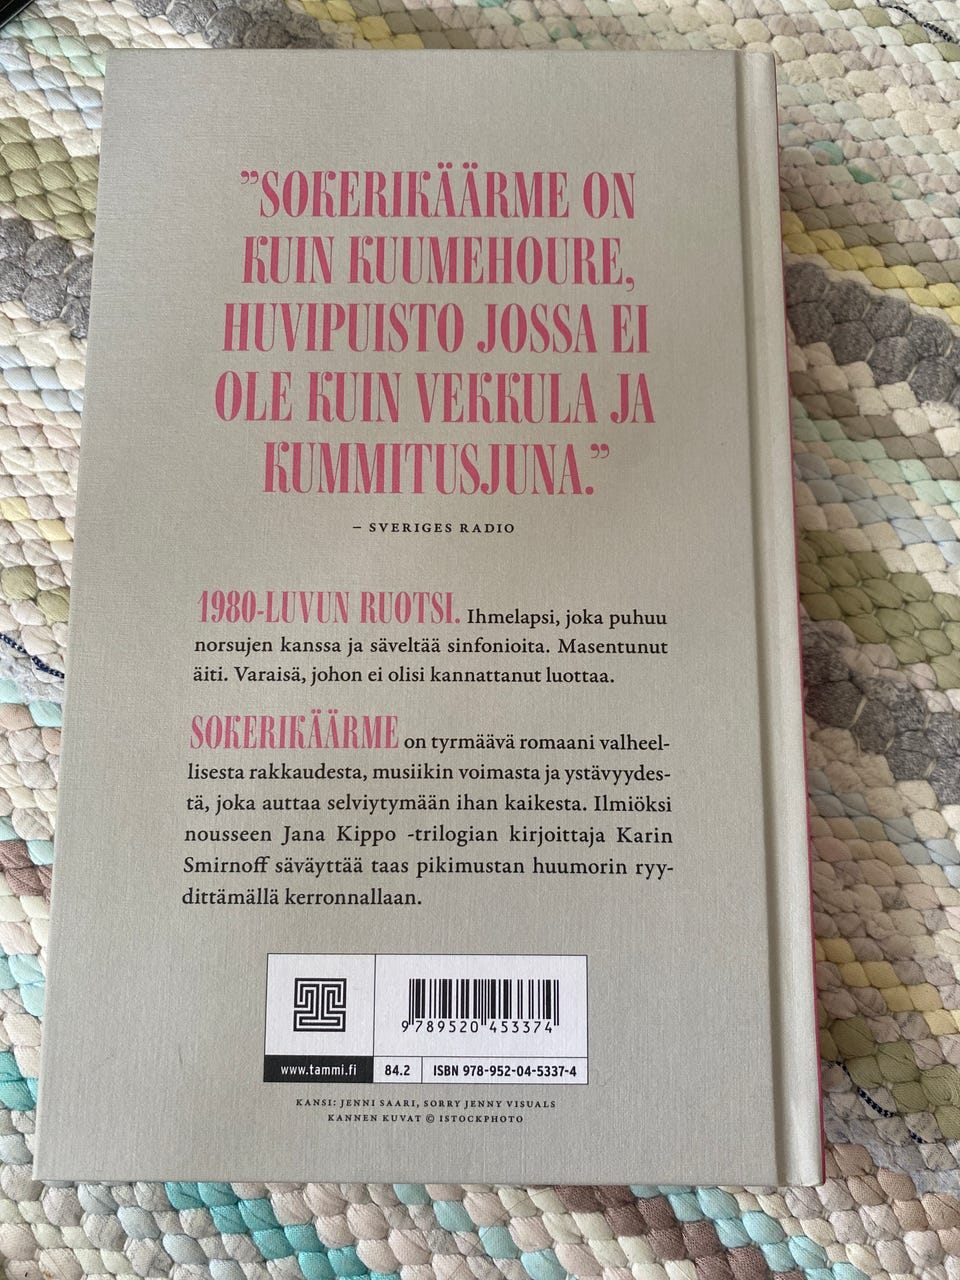 ”SOKERIKÄÄRME ON
KUIN KUUMEHOURE,
HUVIPUISTO JOSSA EI
OLE KUIN VEKKULA JA
KUMMITUSJUNA.”
– SVERIGES RADIO
1980-LUVUN RUOTSI. Ihmelapsi, joka puhuu
norsujen kanssa ja säveltää sinfonioita. Masentunut
äiti. Varaisä, johon ei olisi kannattanut luottaa.
SOKERIKÄÄRME on tyrmäävä romaani valheel-
lisesta rakkaudesta, musiikin voimasta ja ystävyydes-
tä, joka auttaa selviytymään ihan kaikesta. Ilmiöksi
nousseen Jana Kippo -trilogian kirjoittaja Karin
Smirnoff säväyttää taas pikimustan huumorin ryy-
dittämällä kerronnallaan.
9 789520 453374
www.tammi.fi 84.2 ISBN 978-952-04-5337-4
KANSI: JENNI SAARI, SORRY JENNY VISUALS
KANNEN KUVAT © ISTOCKPHOTO